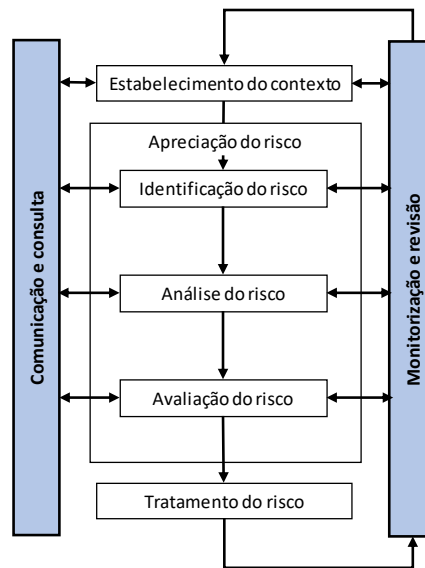 Estabelecimento do contexto
Apreciação do risco
Identificação do risco
Análise do risco
Avaliação do risco
Tratamento do risco
Comunicação e consulta
Monitorização e revisão